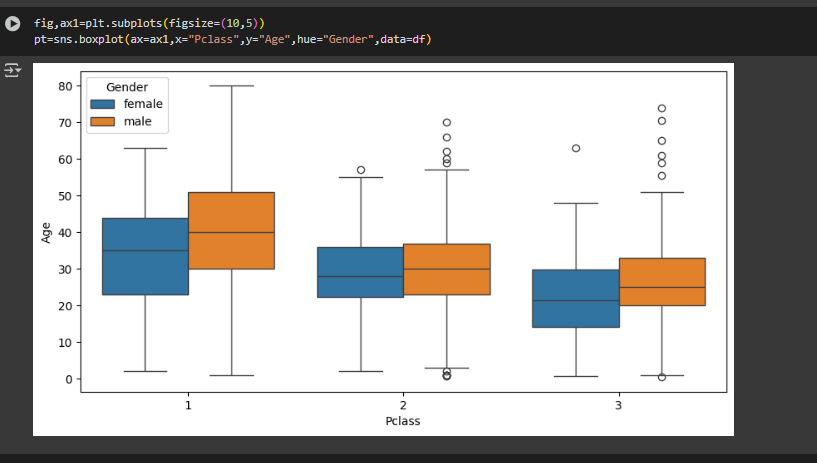 fig,ax1=plt.subplots(figsize=(10,5))
pt=sns.boxplot(ax=ax1,x="Pclass",y="Age",hue="Gender",data=df)
Gender
female
male
80
70
60
50
40
30
20
10
0
Age
1 2 3
Pclass